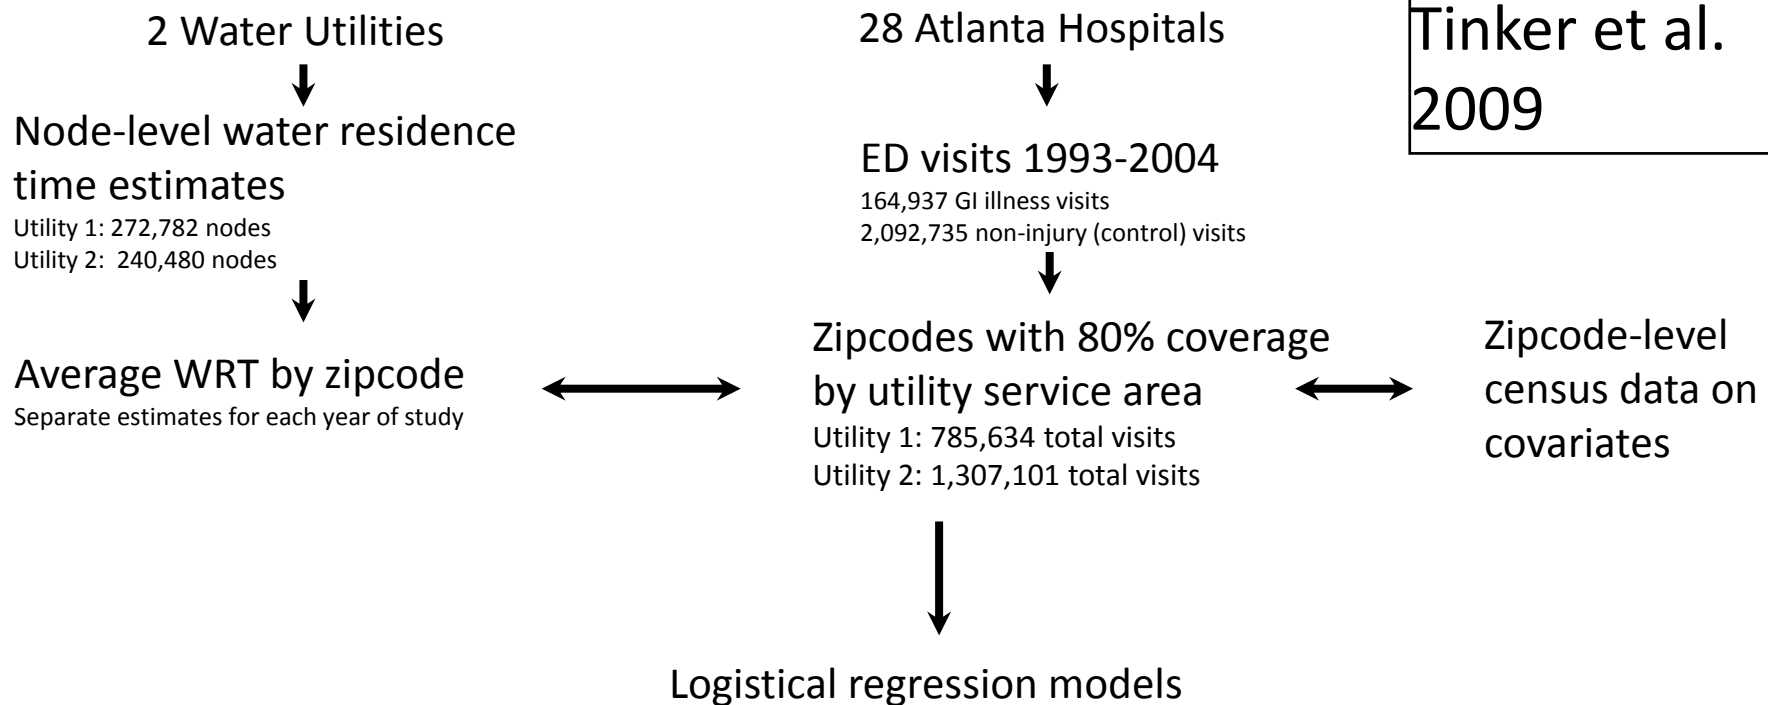 2 Water Utilities
Node-level water residence
time estimates
Utility 1: 272,782 nodes
Utility 2:  240,480 nodes
Average WRT by zipcode
Separate estimates for each year of study
28 Atlanta Hospitals
ED visits 1993-2004
164,937 GI illness visits
2,092,735 non-injury (control) visits
Zipcodes with 80% coverage
by utility service area
Utility 1: 785,634 total visits
Utility 2: 1,307,101 total visits
Tinker et al.
2009
Zipcode-level
census data on
covariates
Logistical regression models